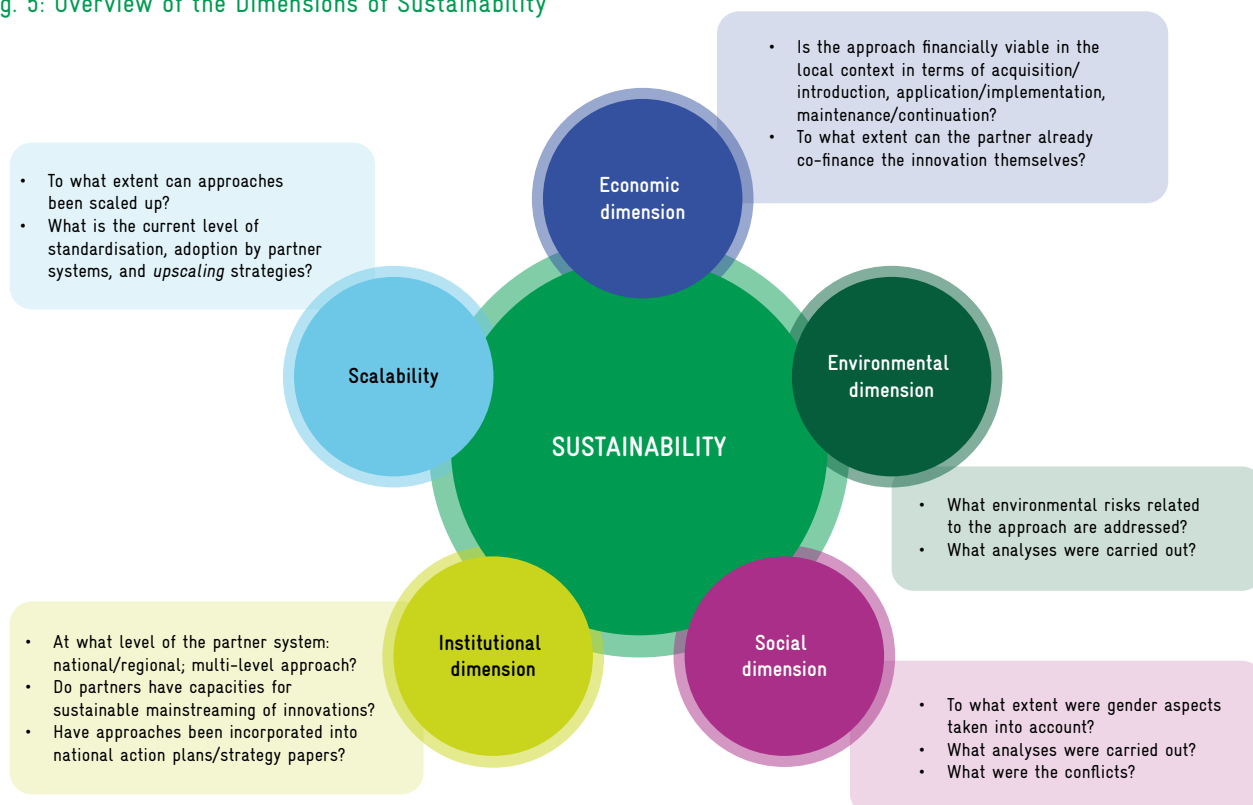 g. 5: Overview of the Dimensions of Sustainability
• Is the approach financially viable in the
local context in terms of acquisition/
introduction, application/implementation,
maintenance/continuation?
• To what extent can the partner already
co-finance the innovation themselves?
Economic
dimension
• To what extent can approaches
been scaled up?
• What is the current level of
standardisation, adoption by partner
systems, and upscaling strategies?
Scalability
Environmental
dimension
SUSTAINABILITY
• What environmental risks related
to the approach are addressed?
• What analyses were carried out?
• At what level of the partner system:
national/regional; multi-level approach?
• Do partners have capacities for
sustainable mainstreaming of innovations?
• Have approaches been incorporated into
national action plans/strategy papers?
Institutional
dimension
Social
dimension
• To what extent were gender aspects
taken into account?
• What analyses were carried out?
• What were the conflicts?